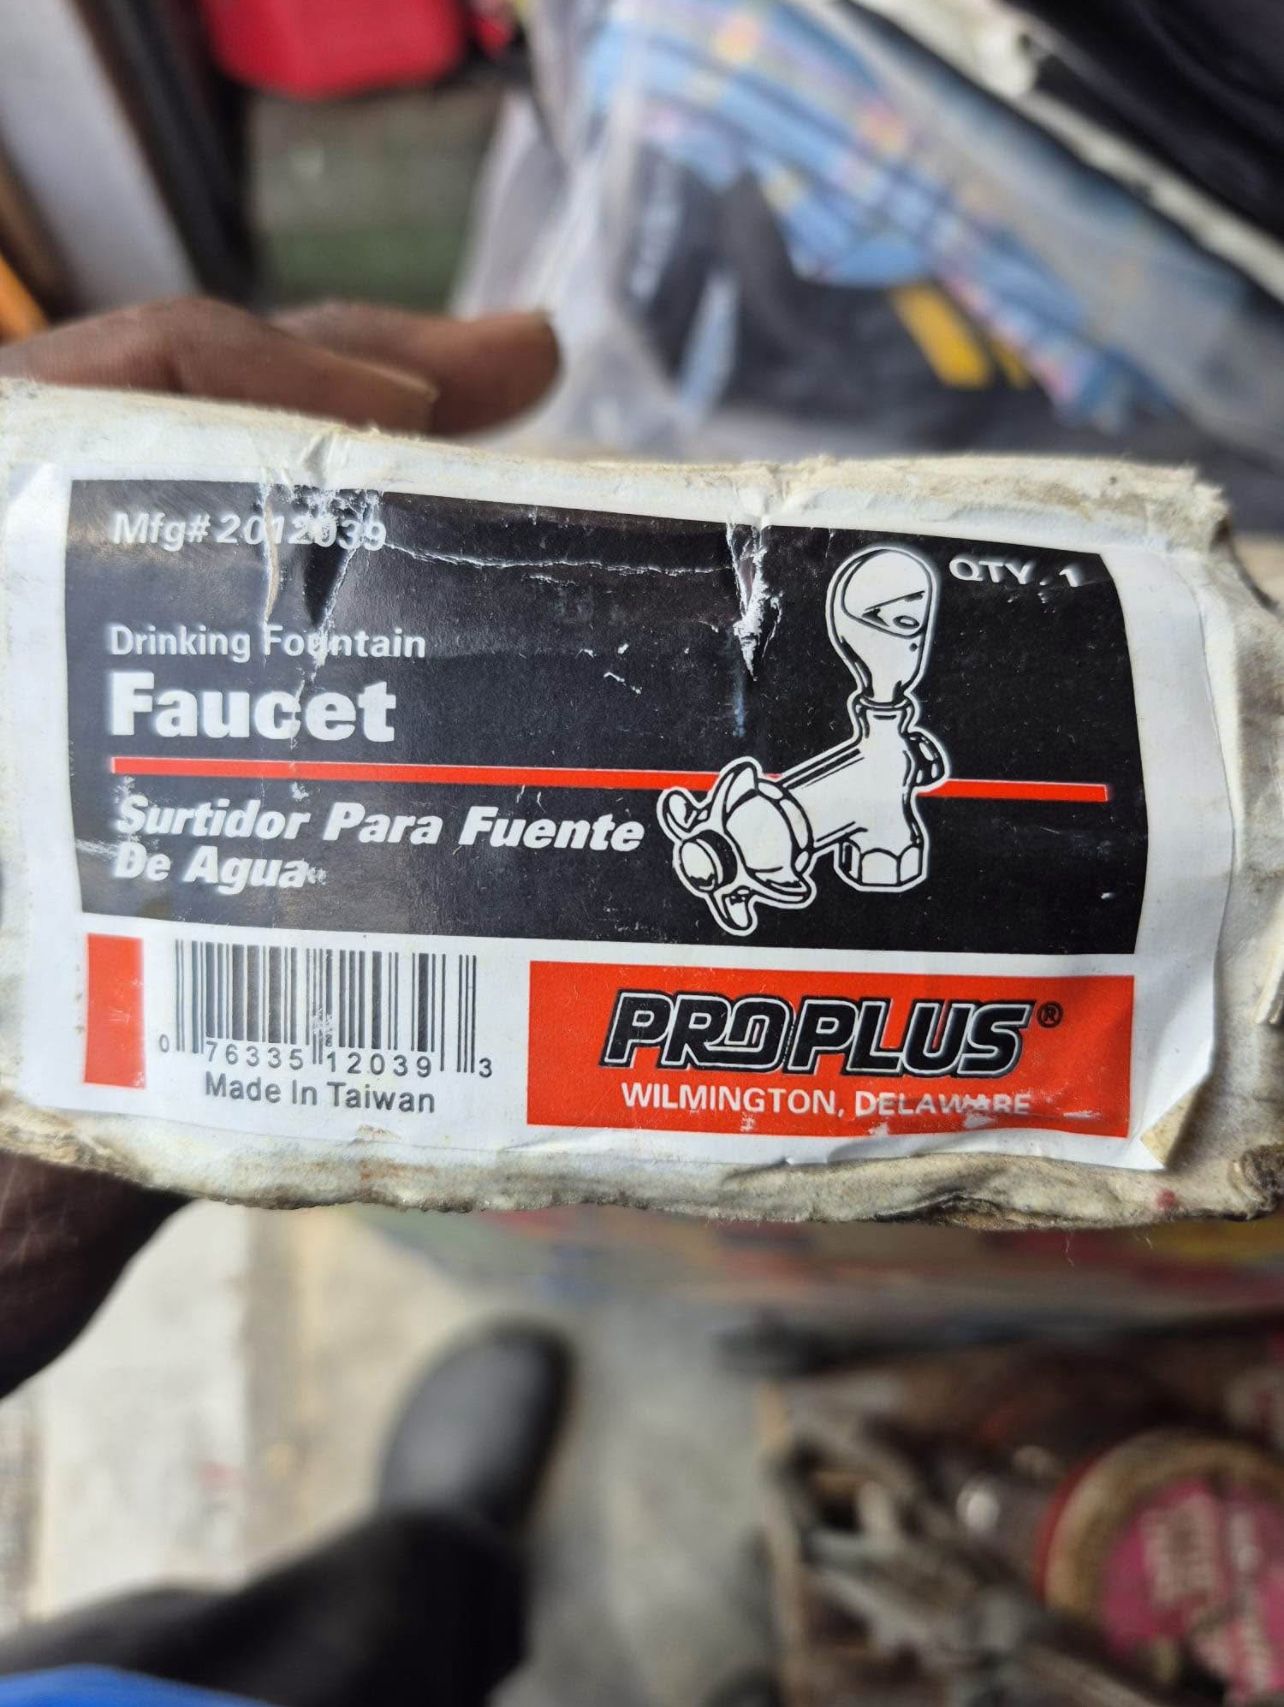 Mfg# 2012039
QTY. 1
Drinking Fountain
Faucet
Surtidor Para Fuente
De Agua
0 76335 12039 3
Made In Taiwan
PROPLUS®
WILMINGTON, DELAWARE